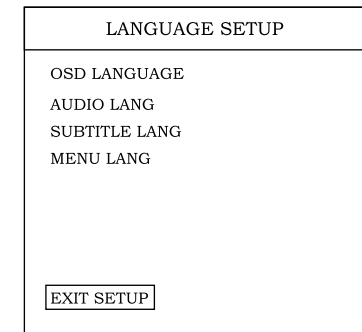 LANGUAGE SETUP
OSD LANGUAGE
AUDIO LANG
SUBTITLE LANG
MENU LANG
EXIT SETUP